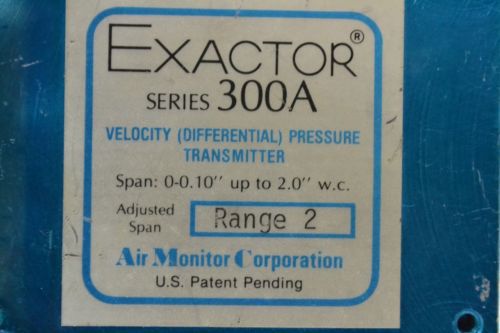 EXACTOR®
SERIES 300A
VELOCITY (DIFFERENTIAL) PRESSURE
TRANSMITTER
Span: 0-0.10" up to 2.0" w.c.
Adjusted Span Range 2
Air Monitor Corporation
U.S. Patent Pending